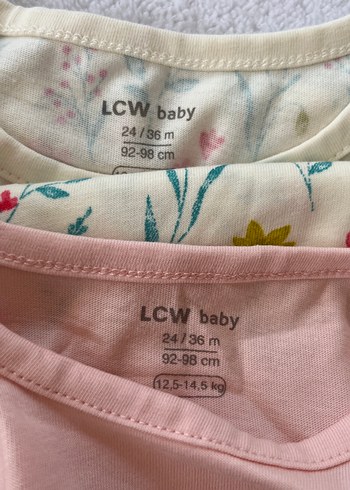 LCW baby
24 / 36 m
92-98 cm
LCW baby
24 / 36 m
92-98 cm
12,5-14,5 kg